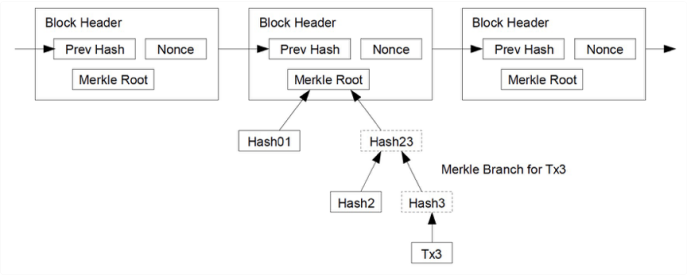 Block Header
Block Header
Block Header
Prev Hash
Nonce
Prev Hash
Nonce
Prev Hash
Nonce
Merkle Root
Merkle Root
Merkle Root
Hash01
Hash23
Merkle Branch for Tx3
Hash2
Hash3
Tx3